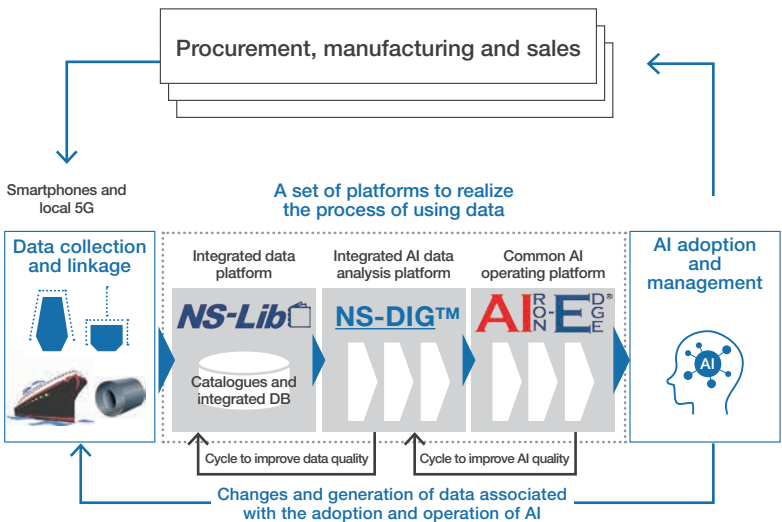 Procurement, manufacturing and sales
Smartphones and
local 5G
A set of platforms to realize
the process of using data
Data collection
and linkage
Integrated data
platform
NS-Lib
Catalogues and
integrated DB
Integrated AI data
analysis platform
NS-DIG™
Common AI
operating platform
AIRON-EDGE®
AI adoption
and
management
AI
Cycle to improve data quality
Cycle to improve AI quality
Changes and generation of data associated
with the adoption and operation of AI